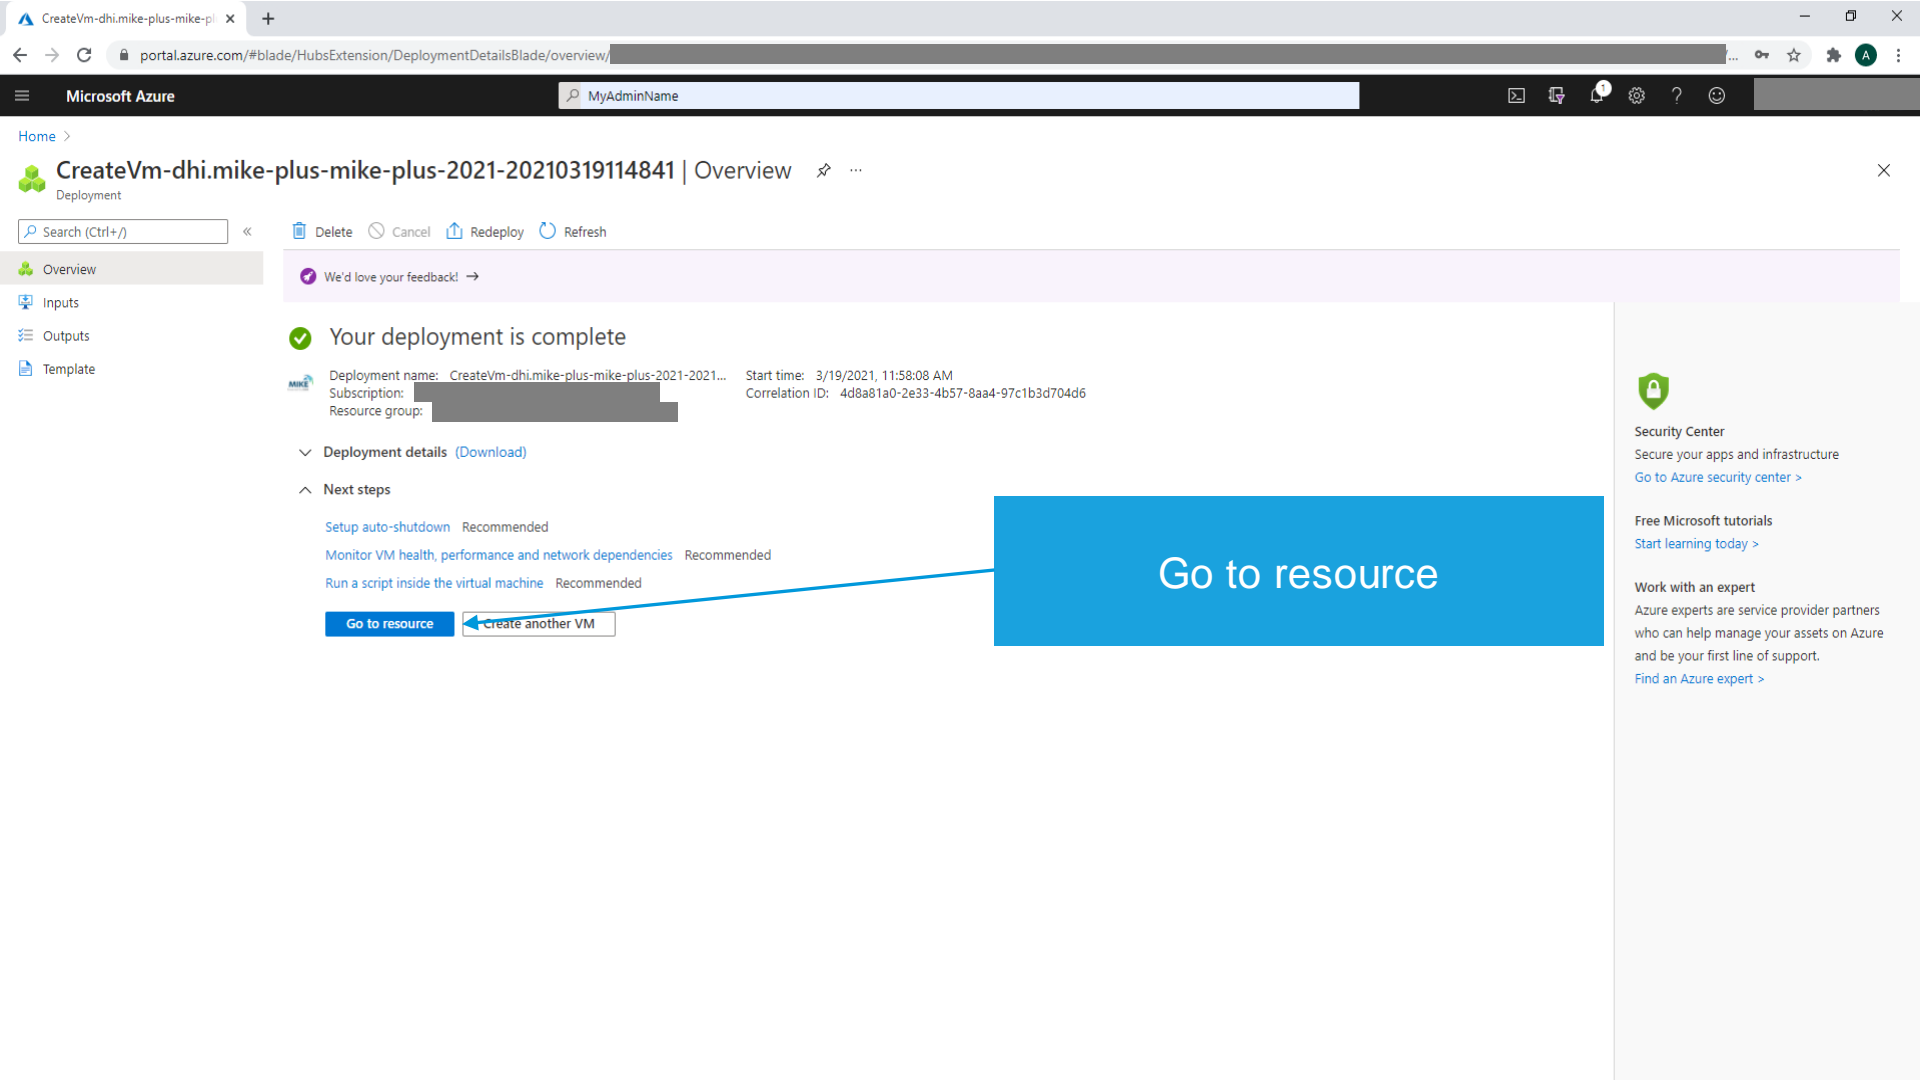 CreateVm-dhi.mike-plus-mike-pl
portal.azure.com/#blade/HubsExtension/DeploymentDetailsBlade/overview/ /...
A
Microsoft Azure
MyAdminName
1
Home
CreateVm-dhi.mike-plus-mike-plus-2021-20210319114841 | Overview
Deployment
Search (Ctrl+/)
Delete
Cancel
Redeploy
Refresh
Overview
Inputs
Outputs
Template
We'd love your feedback! →
Your deployment is complete
MIKE
Deployment name: CreateVm-dhi.mike-plus-mike-plus-2021-2021...
Subscription:
Resource group:
Start time: 3/19/2021, 11:58:08 AM
Correlation ID: 4d8a81a0-2e33-4b57-8aa4-97c1b3d704d6
Deployment details (Download)
Next steps
Setup auto-shutdown Recommended
Monitor VM health, performance and network dependencies Recommended
Run a script inside the virtual machine Recommended
Go to resource
Create another VM
Go to resource
Security Center
Secure your apps and infrastructure
Go to Azure security center >
Free Microsoft tutorials
Start learning today >
Work with an expert
Azure experts are service provider partners
who can help manage your assets on Azure
and be your first line of support.
Find an Azure expert >